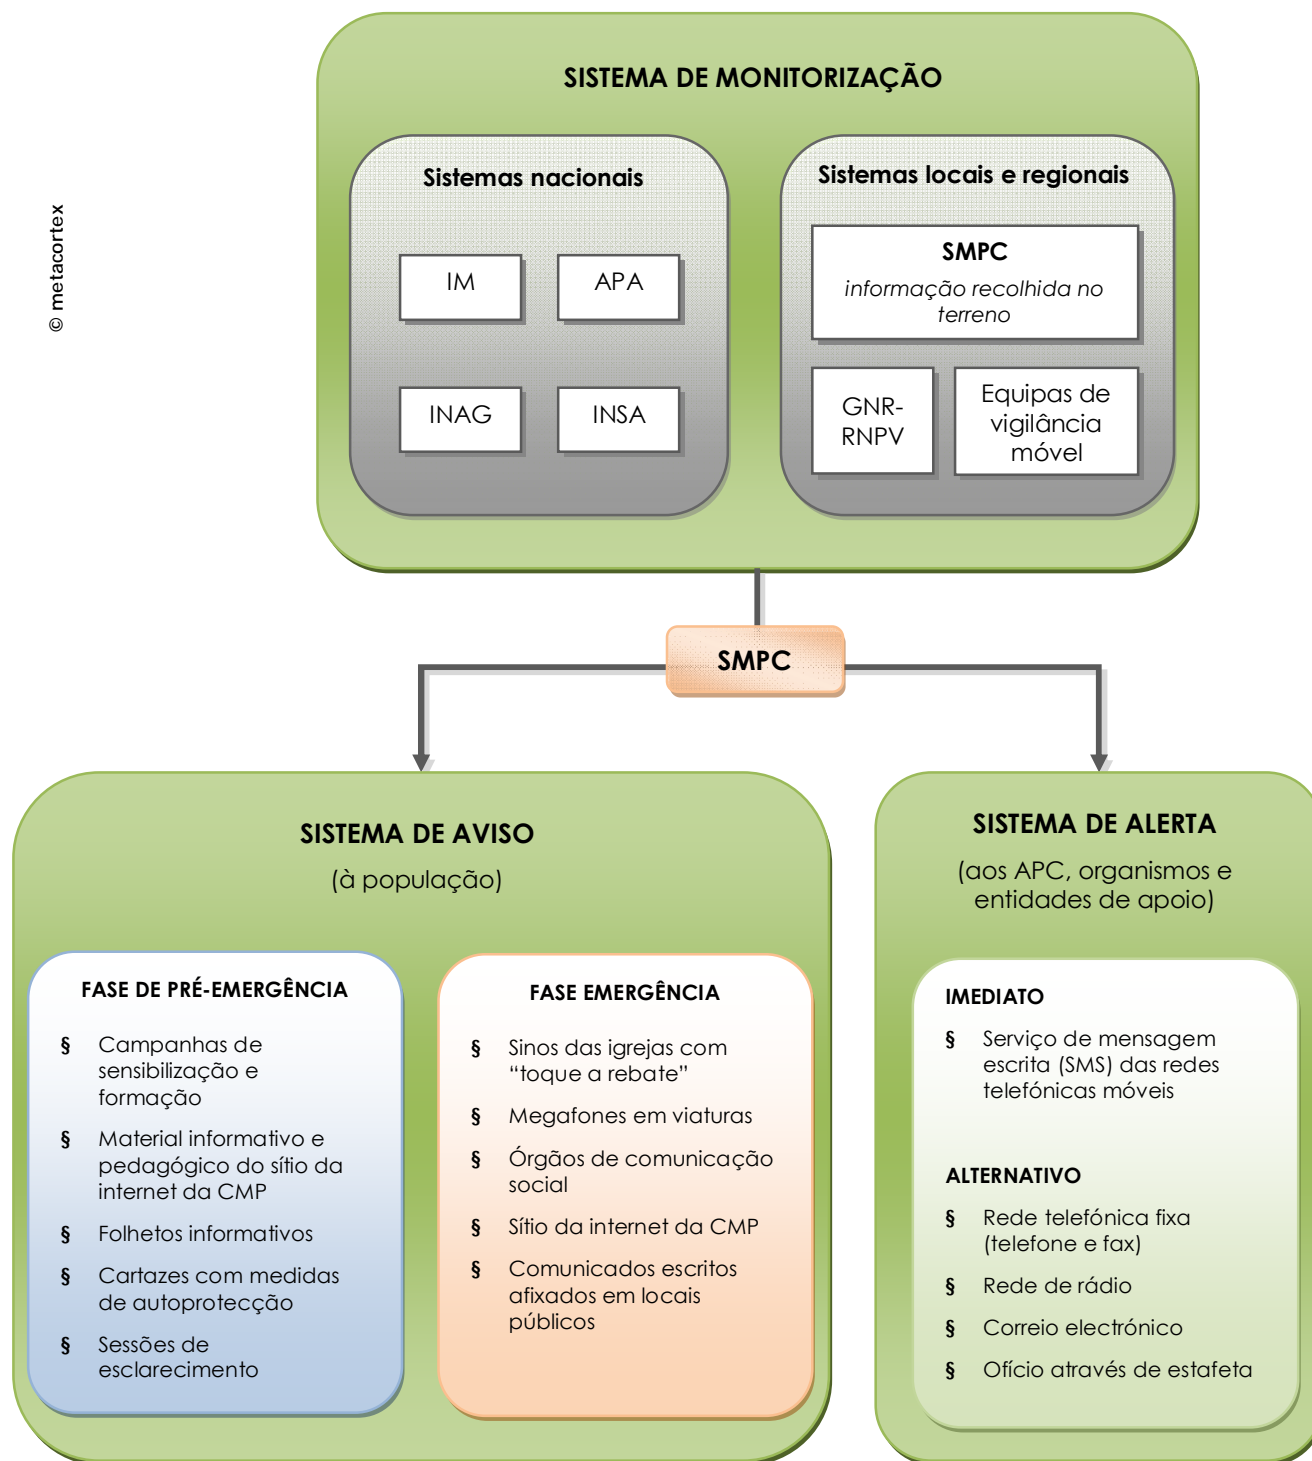 © metacortex
SISTEMA DE MONITORIZAÇÃO
Sistemas nacionais
IM
APA
INAG
INSA
Sistemas locais e regionais
SMPC
informação recolhida no
terreno
GNR-
RNPV
Equipas de
vigilância
móvel
SMPC
SISTEMA DE AVISO
(à população)
FASE DE PRÉ-EMERGÊNCIA
§ Campanhas de
sensibilização e
formação
§ Material informativo e
pedagógico do sítio da
internet da CMP
§ Folhetos informativos
§ Cartazes com medidas
de autoprotecção
§ Sessões de
esclarecimento
FASE EMERGÊNCIA
§ Sinos das igrejas com
“toque a rebate”
§ Megafones em viaturas
§ Órgãos de comunicação
social
§ Sítio da internet da CMP
§ Comunicados escritos
afixados em locais
públicos
SISTEMA DE ALERTA
(aos APC, organismos e
entidades de apoio)
IMEDIATO
§ Serviço de mensagem
escrita (SMS) das redes
telefónicas móveis
ALTERNATIVO
§ Rede telefónica fixa
(telefone e fax)
§ Rede de rádio
§ Correio electrónico
§ Ofício através de estafeta